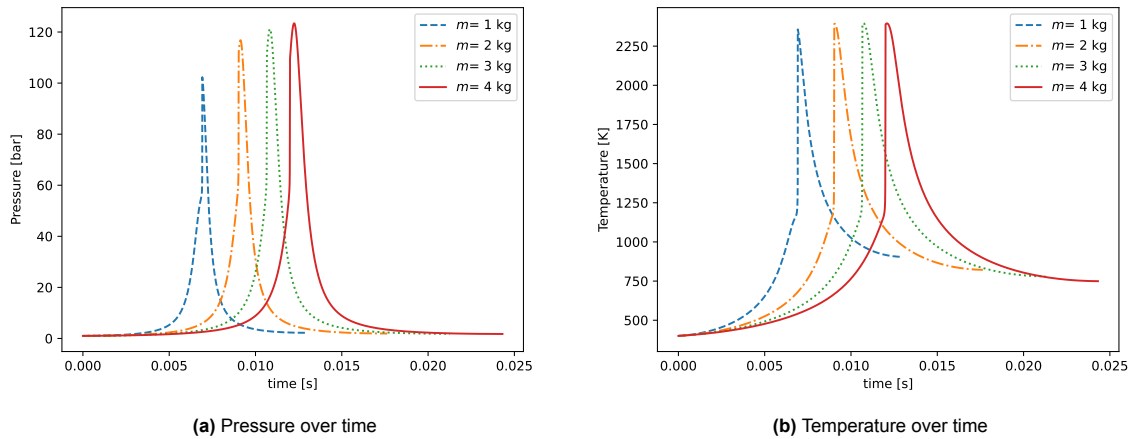 120
100
80
60
40
20
0
Pressure [bar]
0.000 0.005 0.010 0.015 0.020 0.025
time [s]
m= 1 kg
m= 2 kg
m= 3 kg
m= 4 kg
(a) Pressure over time
2250
2000
1750
1500
1250
1000
750
500
Temperature [K]
0.000 0.005 0.010 0.015 0.020 0.025
time [s]
m= 1 kg
m= 2 kg
m= 3 kg
m= 4 kg
(b) Temperature over time